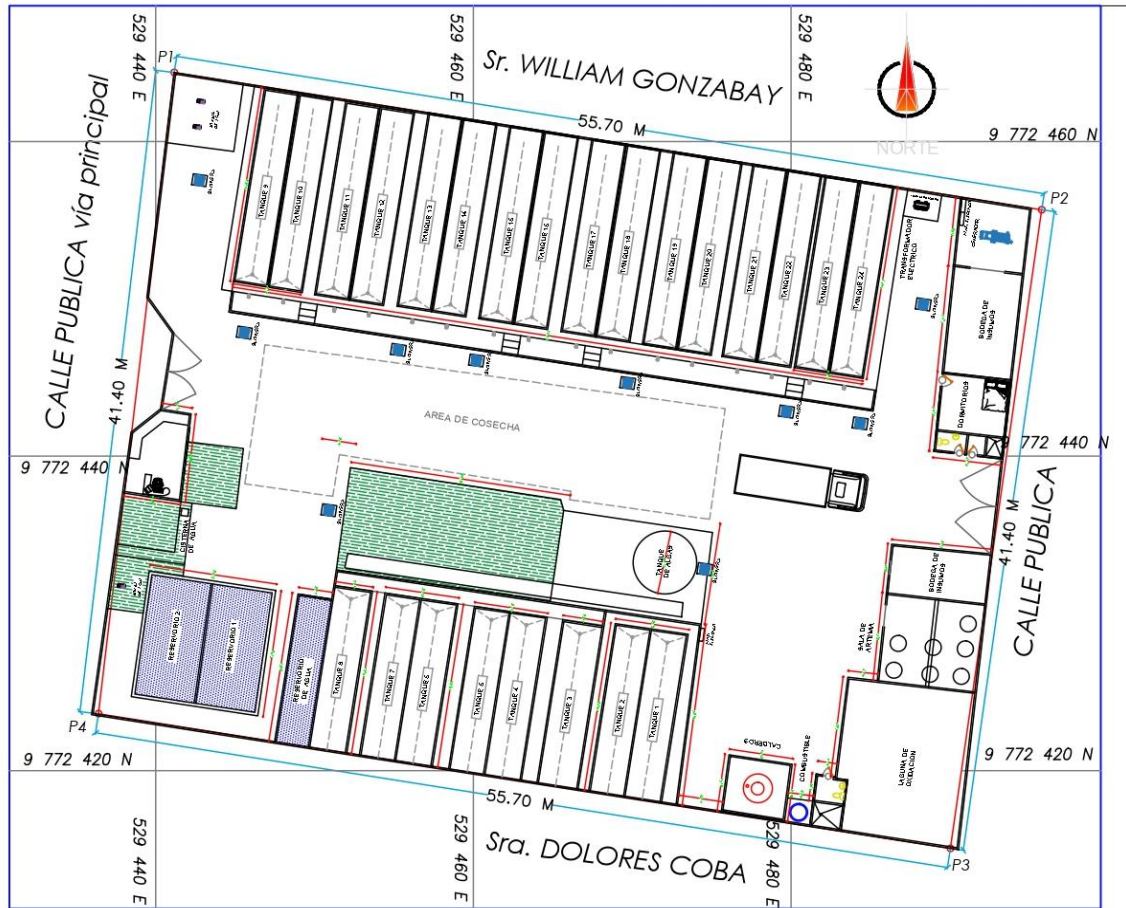 529 440 E
529 460 E
529 480 E
P1
Sr. WILLIAM GONZABAY
55.70 M
P2
NORTE
9 772 460 N
CALLE PUBLICA vía principal
41.40 M
TANQUE 9
TANQUE 10
TANQUE 11
TANQUE 12
TANQUE 13
TANQUE 14
TANQUE 15
TANQUE 16
TANQUE 17
TANQUE 18
TANQUE 19
TANQUE 20
TANQUE 21
TANQUE 22
TANQUE 23
TANQUE 24
TRANSFORMADOR
ELECTRICO
BODEGA DE
INSUMOS
DORMITORIOS
AREA DE COSECHA
9 772 440 N
9 772 440 N
CALLE PUBLICA
41.40 M
CISTERNA
DE AGUA
TANQUE
DE ALGAS
BODEGA DE
INSUMOS
SALA DE
ARTEMIA
RESERVORIO 2
RESERVORIO 1
RESERVORIO
DE AGUA
TANQUE 8
TANQUE 7
TANQUE 6
TANQUE 5
TANQUE 4
TANQUE 3
TANQUE 2
TANQUE 1
CALDEROS
COMBUSTIBLE
LAGUNA DE
OXIDACION
P4
9 772 420 N
9 772 420 N
55.70 M
P3
Sra. DOLORES COBA
529 440 E
529 460 E
529 480 E